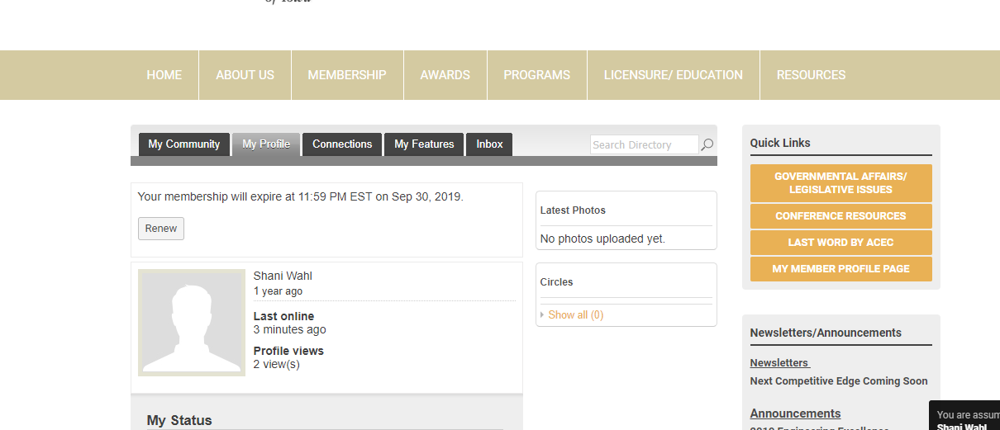 of Iowa
HOME ABOUT US MEMBERSHIP AWARDS PROGRAMS LICENSURE/ EDUCATION RESOURCES
My Community My Profile Connections My Features Inbox Search Directory
Your membership will expire at 11:59 PM EST on Sep 30, 2019.
Renew
Shani Wahl
1 year ago
Last online
3 minutes ago
Profile views
2 view(s)
My Status
Latest Photos
No photos uploaded yet.
Circles
Show all (0)
Quick Links
GOVERNMENTAL AFFAIRS/
LEGISLATIVE ISSUES
CONFERENCE RESOURCES
LAST WORD BY ACEC
MY MEMBER PROFILE PAGE
Newsletters/Announcements
Newsletters
Next Competitive Edge Coming Soon
Announcements
2019 Engineering Excellence
You are assum
Shani Wahl